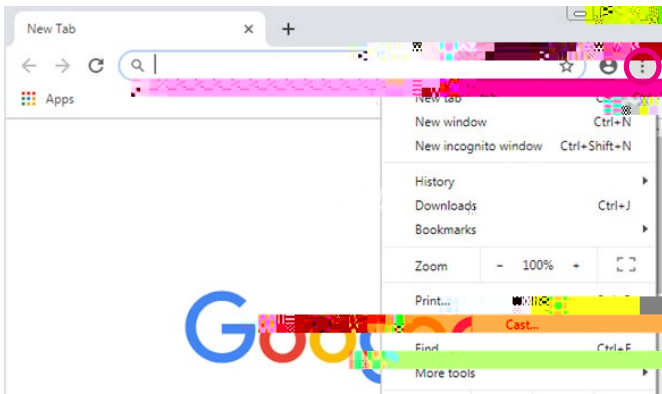 New Tab
Apps
New tab
New window Ctrl+N
New incognito window Ctrl+Shift+N
History
Downloads Ctrl+J
Bookmarks
Zoom - 100% +
Print...
Cast...
Find Ctrl+F
More tools